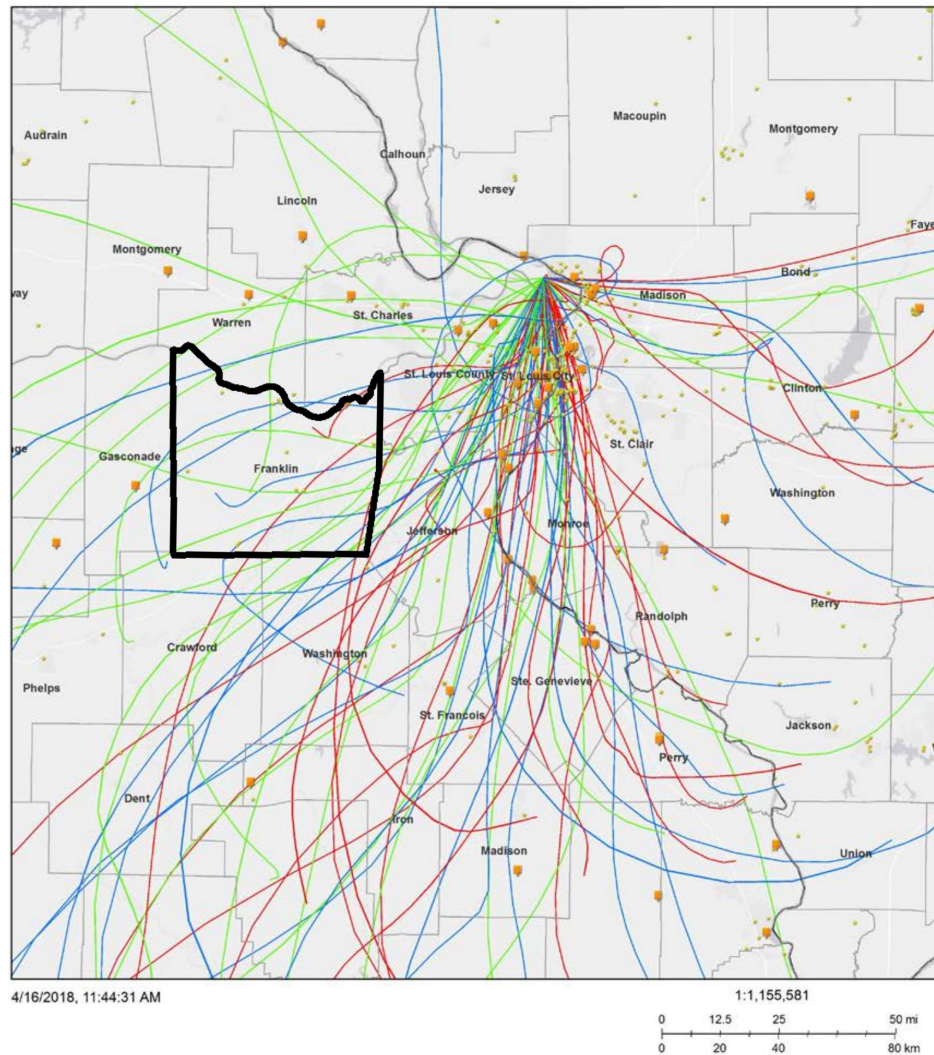 Macoupin
Montgomery
Audrain
Calhoun
Jersey
Lincoln
Faye
Montgomery
Bond
Madison
way
Warren
St. Charles
St. Louis County
St. Louis City
Clinton
St. Clair
Gasconade
Franklin
Washington
Jefferson
Monroe
Perry
Randolph
Crawford
Washington
Phelps
Ste. Genevieve
St. Francois
Jackson
Perry
Dent
Iron
Madison
Union
4/16/2018, 11:44:31 AM
1:1,155,581
0 12.5 25 50 mi
0 20 40 80 km